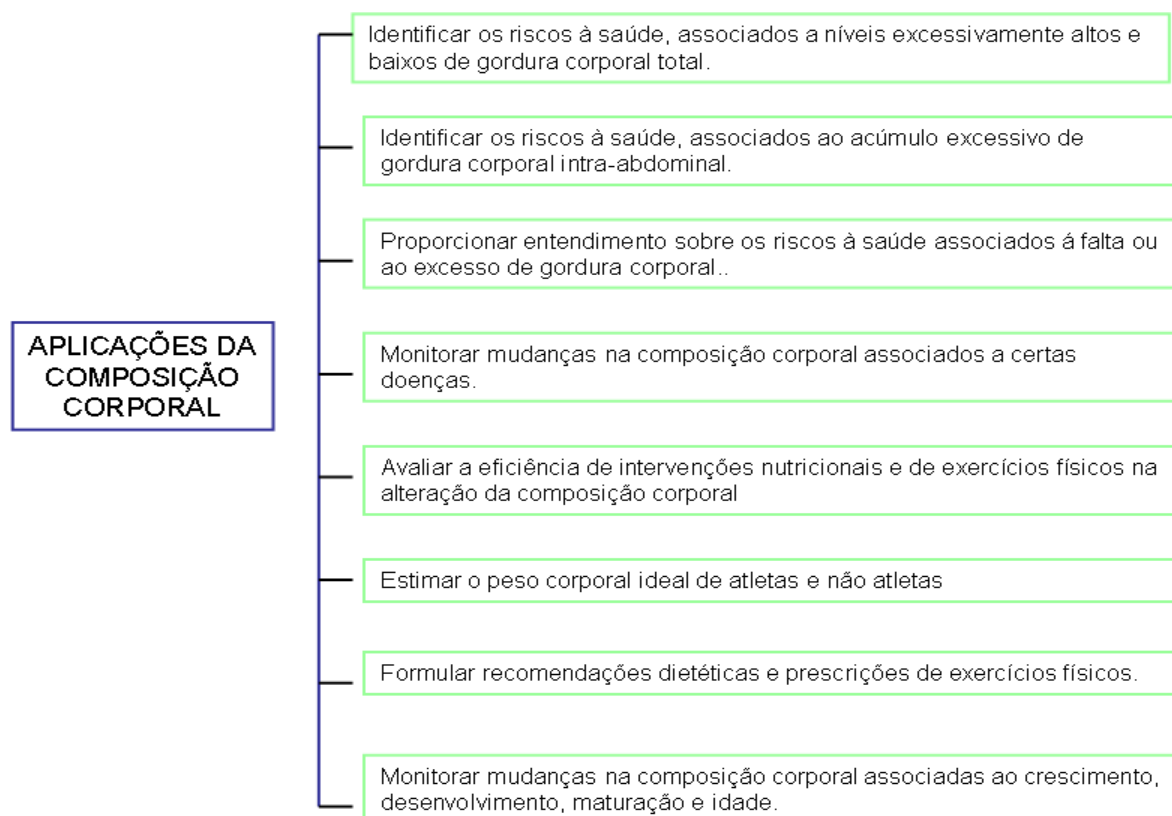 Identificar os riscos à saúde, associados a níveis excessivamente altos e
baixos de gordura corporal total.
Identificar os riscos à saúde, associados ao acúmulo excessivo de
gordura corporal intra-abdominal.
Proporcionar entendimento sobre os riscos à saúde associados á falta ou
ao excesso de gordura corporal..
APLICAÇÕES DA
COMPOSIÇÃO
CORPORAL
Monitorar mudanças na composição corporal associados a certas
doenças.
Avaliar a eficiência de intervenções nutricionais e de exercícios físicos na
alteração da composição corporal
Estimar o peso corporal ideal de atletas e não atletas
Formular recomendações dietéticas e prescrições de exercícios físicos.
Monitorar mudanças na composição corporal associadas ao crescimento,
desenvolvimento, maturação e idade.